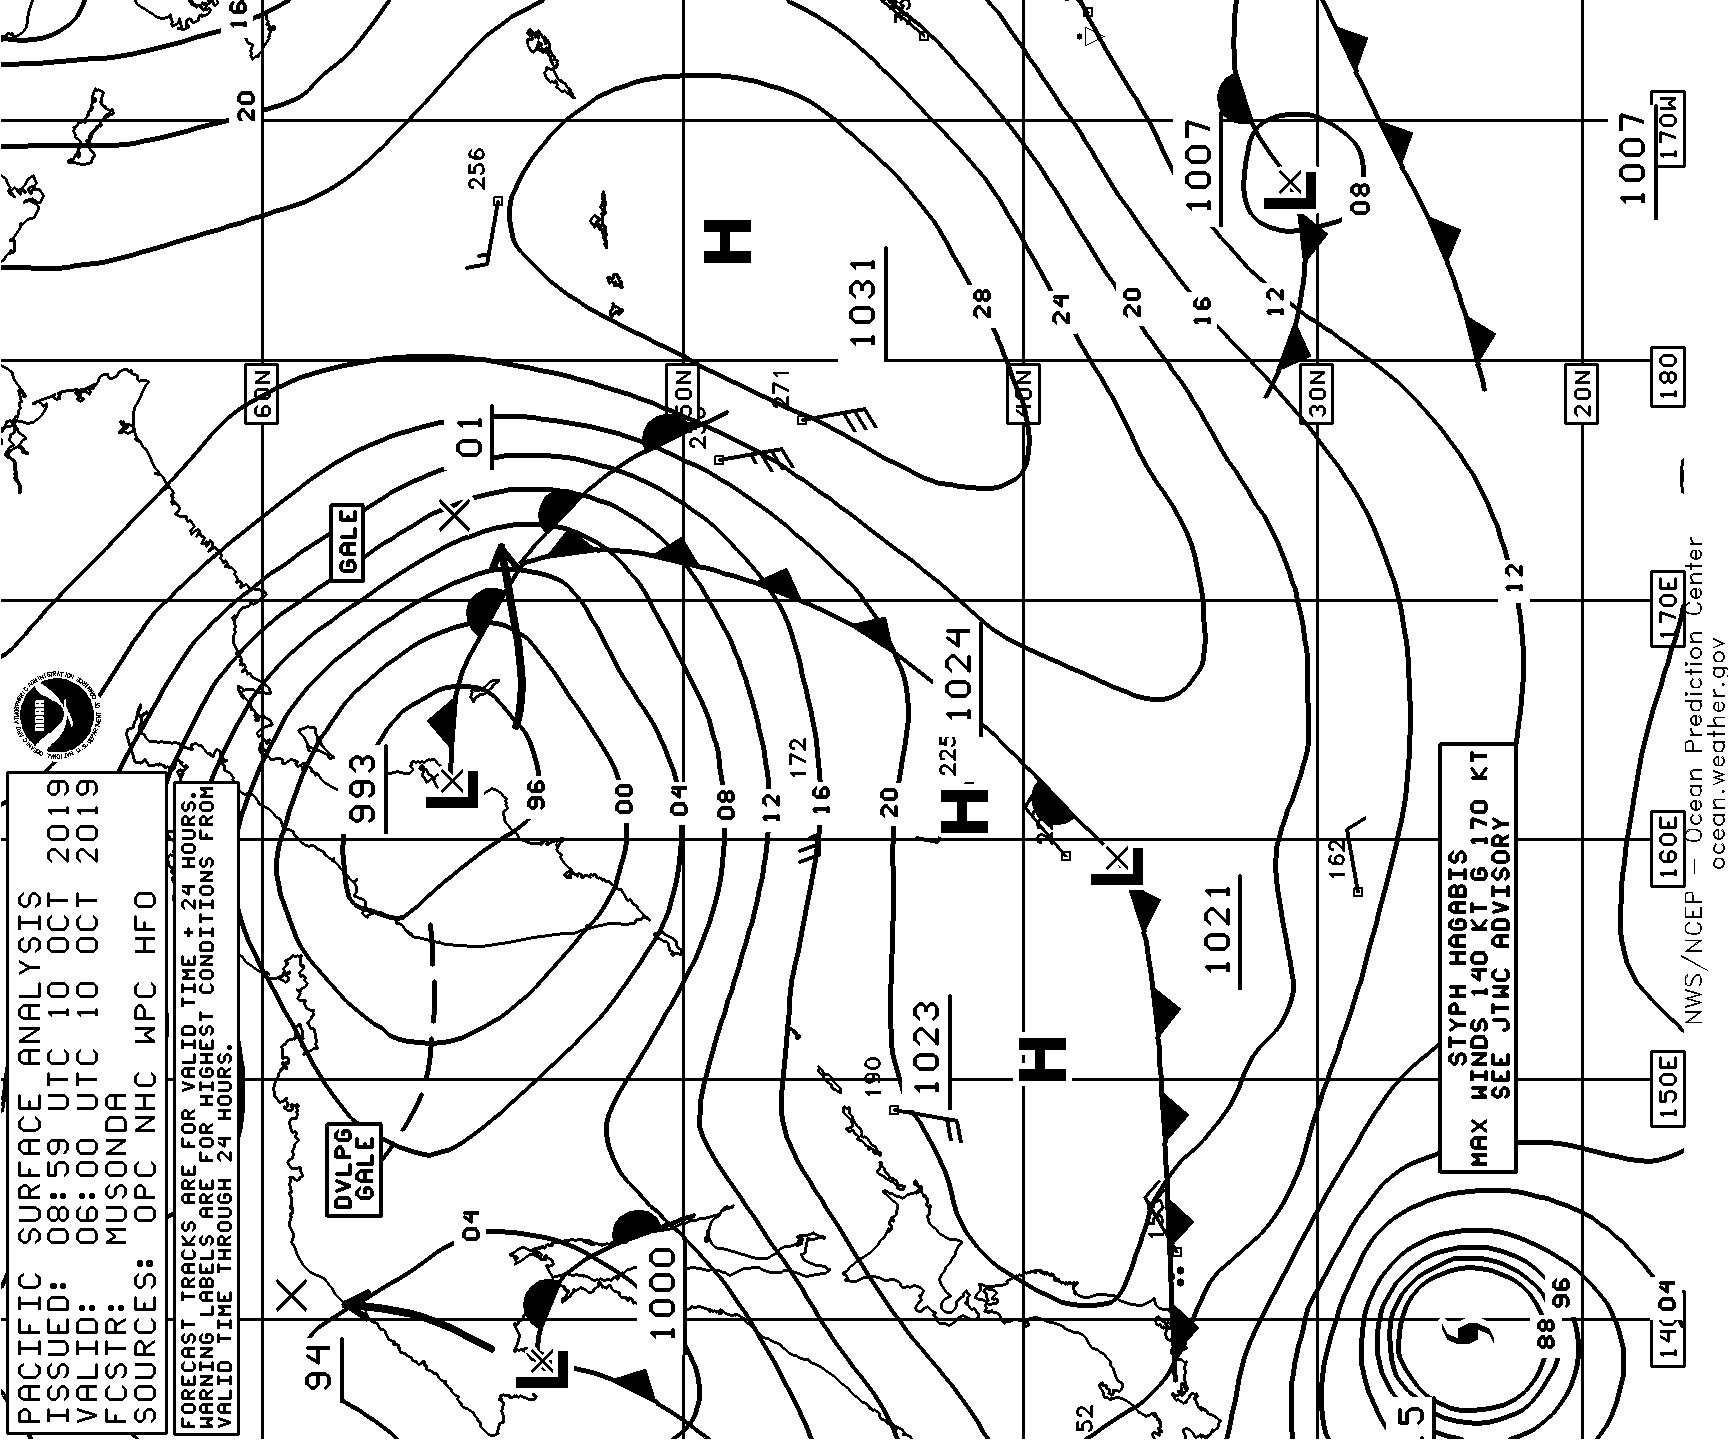 PACIFIC SURFACE ANALYSIS
ISSUED: 08:59 UTC 10 OCT 2019
VALID: 06:00 UTC 10 OCT 2019
FCSTR: MUSONDA
SOURCES: OPC NHC WPC HFO
FORECAST TRACKS ARE FOR VALID TIME + 24 HOURS.
WARNING LABELS ARE FOR HIGHEST CONDITIONS FROM
VALID TIME THROUGH 24 HOURS.
NOAA
GALE
DVLPG
GALE
STYPH HAGABIS
MAX WINDS 140 KT G 170 KT
SEE JTWC ADVISORY
NWS/NCEP – Ocean Prediction Center
ocean.weather.gov
60N
50N
40N
30N
20N
150E
160E
170E
180
170W
16
20
256
H
1031
28
24
20
16
12
1007
L
08
1007
01
271
993
L
96
00
04
08
12
172
16
20
1024
225
H
L
1021
162
12
1023
H
190
04
1000
94
L
52
96
88
04